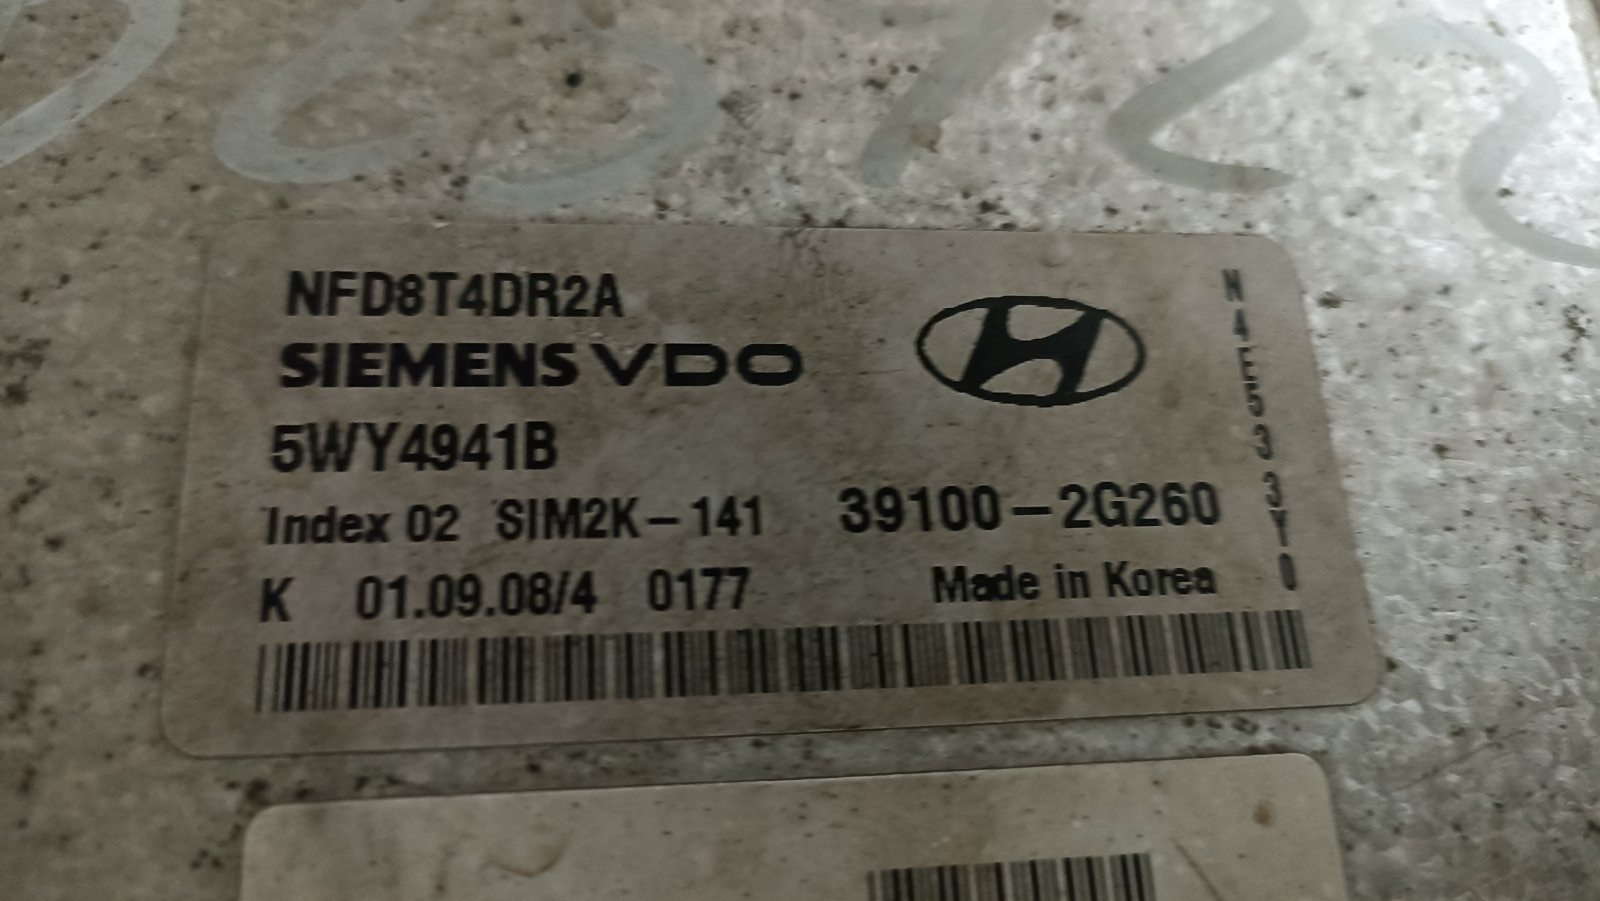 NFD8T4DR2A
SIEMENS VDO
5WY4941B
Index 02 SIM2K-141 39100-2G260
K 01.09.08/4 0177 Made in Korea
N4E533Y0